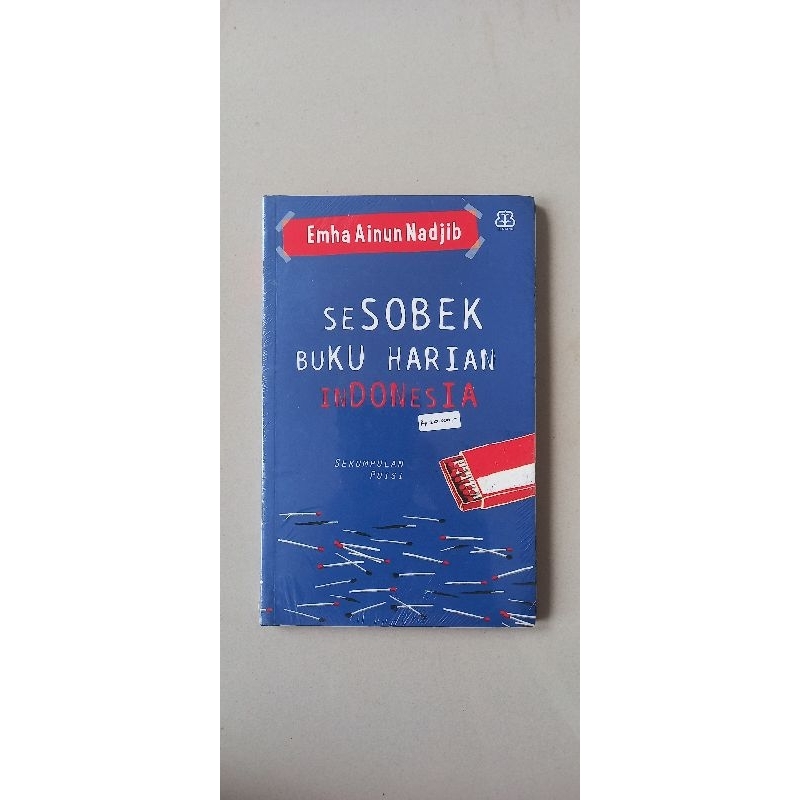 Emha Ainun Nadjib
SESOBEK
BUKU HARIAN
INDONESIA
SEKUMPULAN
PUISI